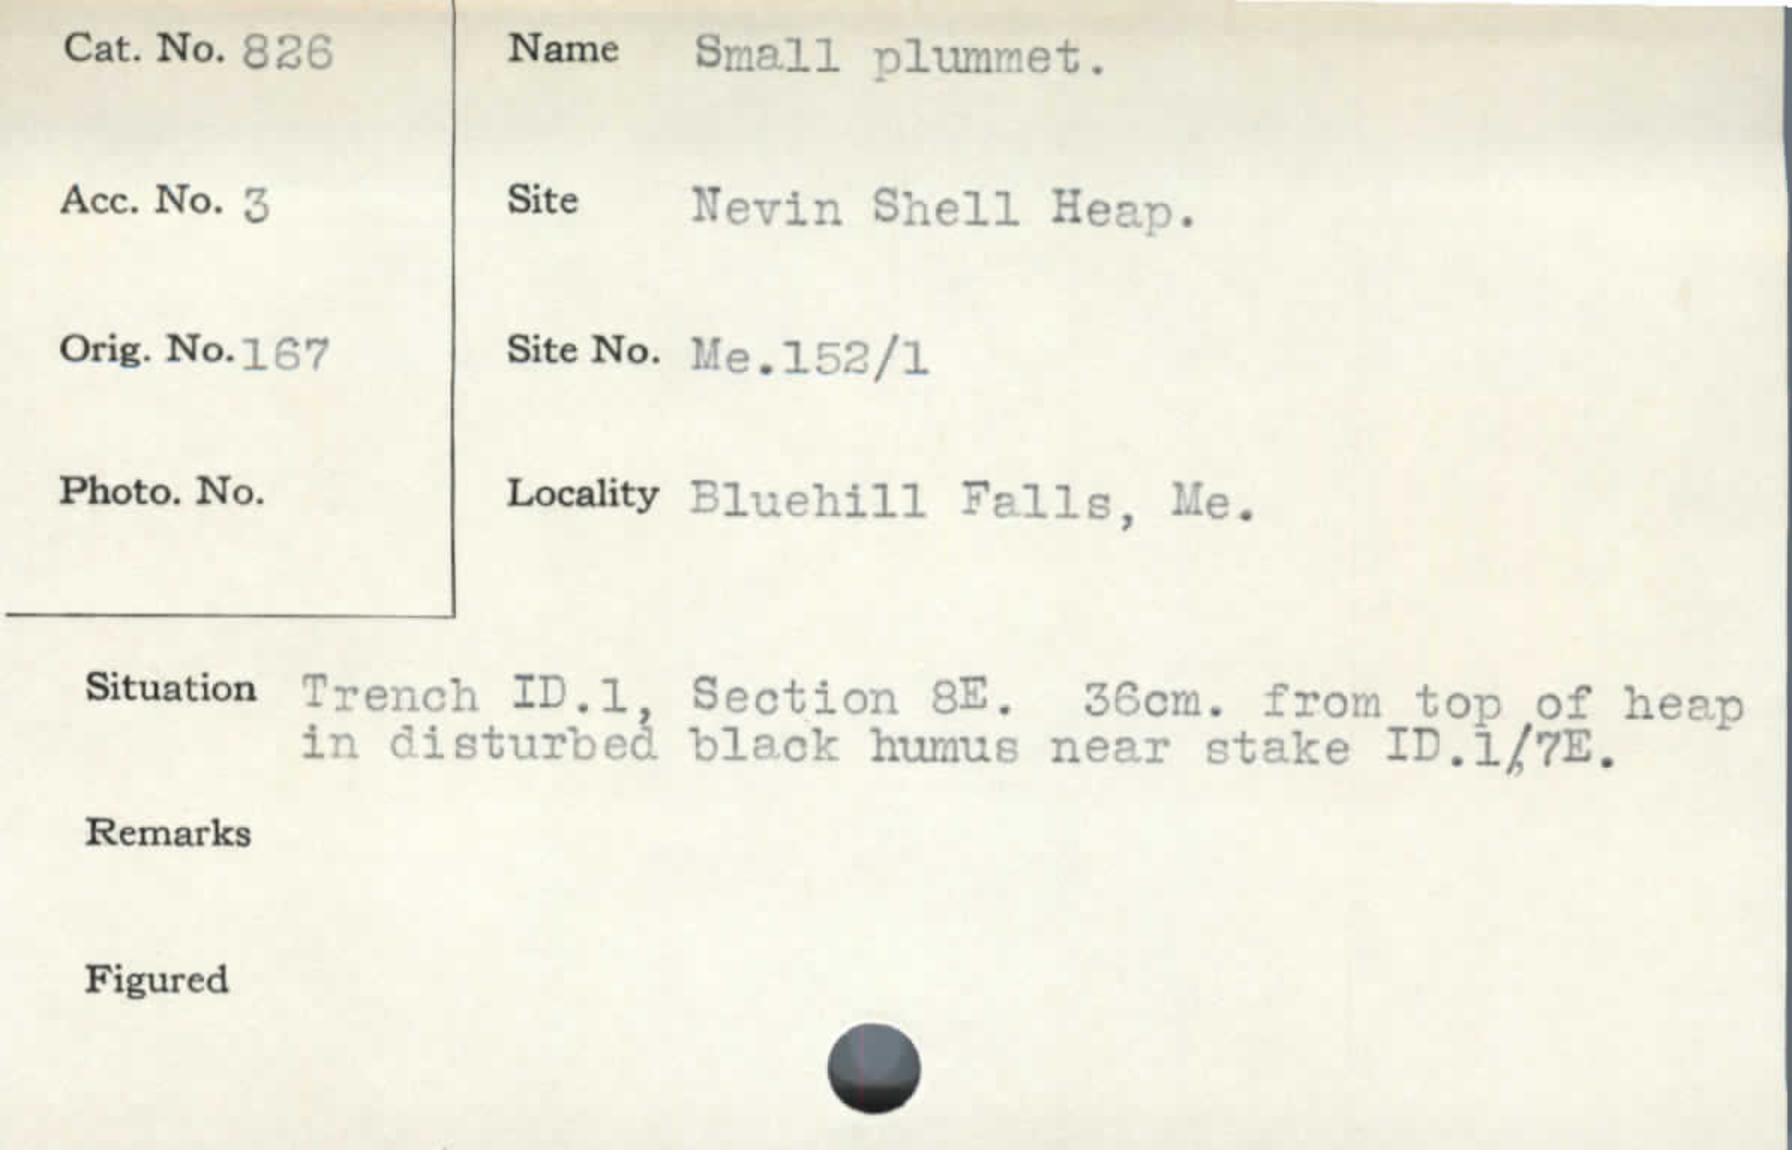 Cat. No. 826
Name Small plummet.
Acc. No. 3
Site Nevin Shell Heap.
Orig. No. 167
Site No. Me.152/1
Photo. No.
Locality Bluehill Falls, Me.
Situation Trench ID.1, Section 8E. 36cm. from top of heap
in disturbed black humus near stake ID.1/7E.
Remarks
Figured